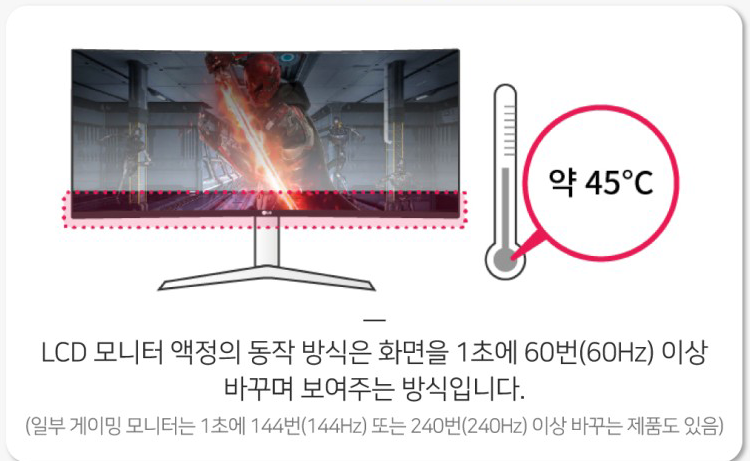 약 45°C
LG
LCD 모니터 액정의 동작 방식은 화면을 1초에 60번(60Hz) 이상
바꾸며 보여주는 방식입니다.
(일부 게이밍 모니터는 1초에 144번(144Hz) 또는 240번(240Hz) 이상 바꾸는 제품도 있음)